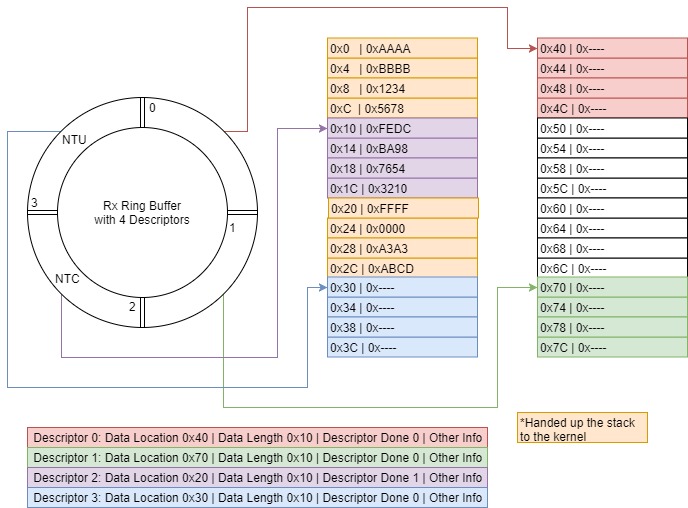 0x0 | 0xAAAA
0x4 | 0xBBBB
0x8 | 0x1234
0xC | 0x5678
0x10 | 0xFEDC
0x14 | 0xBA98
0x18 | 0x7654
0x1C | 0x3210
0x20 | 0xFFFF
0x24 | 0x0000
0x28 | 0xA3A3
0x2C | 0xABCD
0x30 | 0x----
0x34 | 0x----
0x38 | 0x----
0x3C | 0x----
0x40 | 0x----
0x44 | 0x----
0x48 | 0x----
0x4C | 0x----
0x50 | 0x----
0x54 | 0x----
0x58 | 0x----
0x5C | 0x----
0x60 | 0x----
0x64 | 0x----
0x68 | 0x----
0x6C | 0x----
0x70 | 0x----
0x74 | 0x----
0x78 | 0x----
0x7C | 0x----
0
NTU
3
Rx Ring Buffer
with 4 Descriptors
1
NTC
2
*Handed up the stack
to the kernel
Descriptor 0: Data Location 0x40 | Data Length 0x10 | Descriptor Done 0 | Other Info
Descriptor 1: Data Location 0x70 | Data Length 0x10 | Descriptor Done 0 | Other Info
Descriptor 2: Data Location 0x20 | Data Length 0x10 | Descriptor Done 1 | Other Info
Descriptor 3: Data Location 0x30 | Data Length 0x10 | Descriptor Done 0 | Other Info